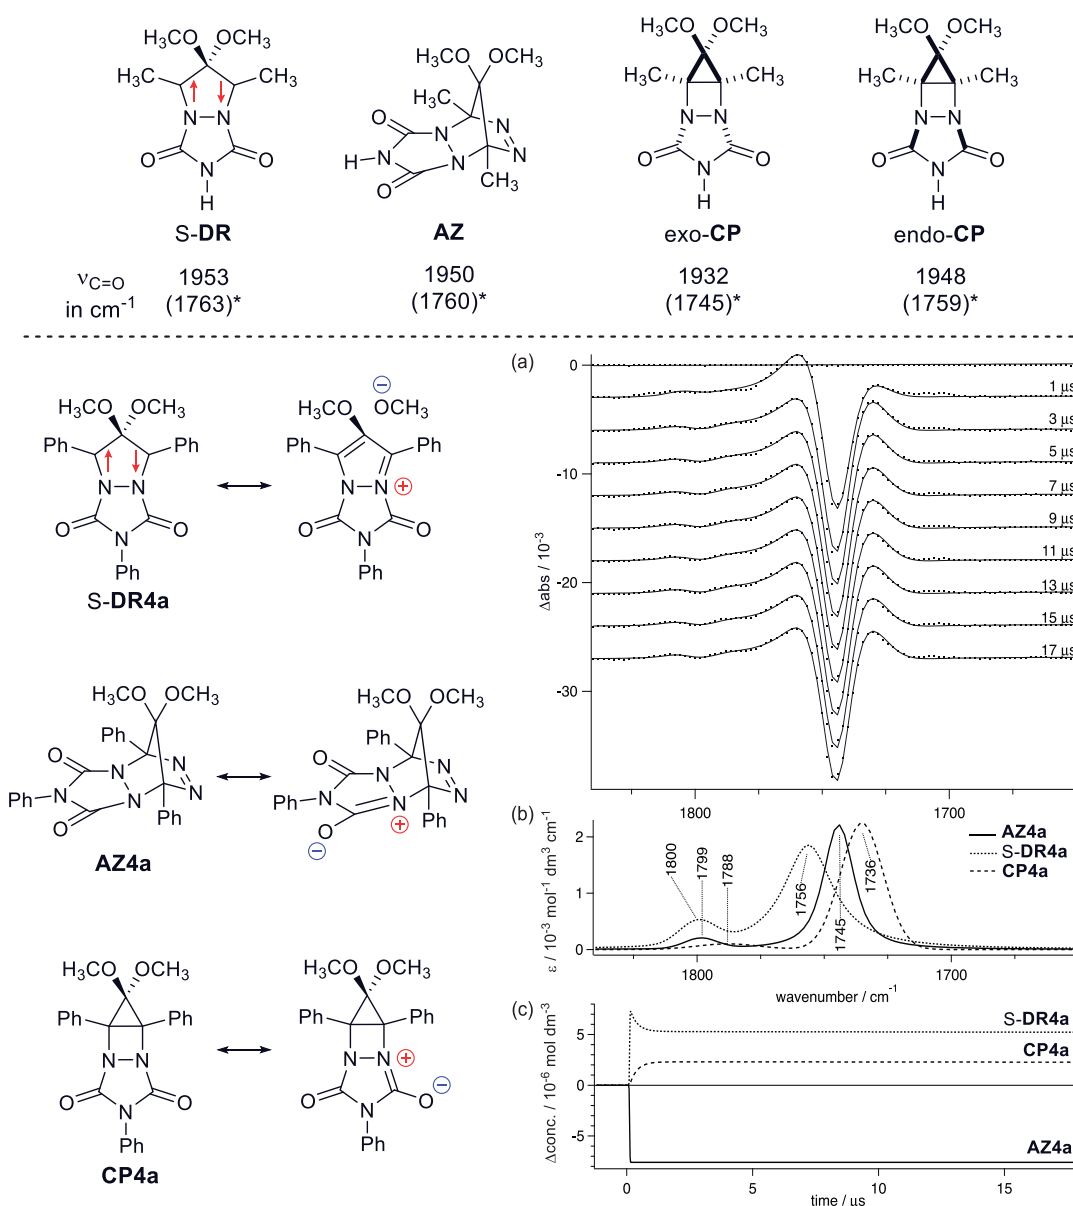 H3CO OCH3
H3C CH3
N N
O O
N
H
S-DR
H3CO OCH3
H3C
O N N
H-N N N
O CH3
AZ
H3CO OCH3
H3C CH3
N N
O O
N
H
exo-CP
H3CO OCH3
H3C CH3
N N
O O
N
H
endo-CP
νC=O
in cm-1
1953
(1763)*
1950
(1760)*
1932
(1745)*
1948
(1759)*
H3CO OCH3
Ph Ph
N N
O O
N
Ph
S-DR4a
⊖
H3CO OCH3
Ph Ph
N N ⊕
O O
N
Ph
H3CO OCH3
Ph
O N N
Ph N N N
O Ph
AZ4a
H3CO OCH3
Ph
O N N
Ph N N N
O ⊕ Ph
⊖
H3CO OCH3
Ph Ph
N N
O O
N
Ph
CP4a
H3CO OCH3
Ph Ph
N N ⊕
⊖
O O
N
Ph
(a)
0
-10
-20
-30
Δabs / 10-3
1 μs
3 μs
5 μs
7 μs
9 μs
11 μs
13 μs
15 μs
17 μs
1800 1700
(b)
2
1
0
ε / 10-3 mol-1 dm3 cm-1
1800
1799
1788
1756
1745
1736
AZ4a
S-DR4a
CP4a
1800 1700
wavenumber / cm-1
(c)
5
0
-5
Δconc. / 10-6 mol dm-3
S-DR4a
CP4a
AZ4a
0 5 10 15
time / μs